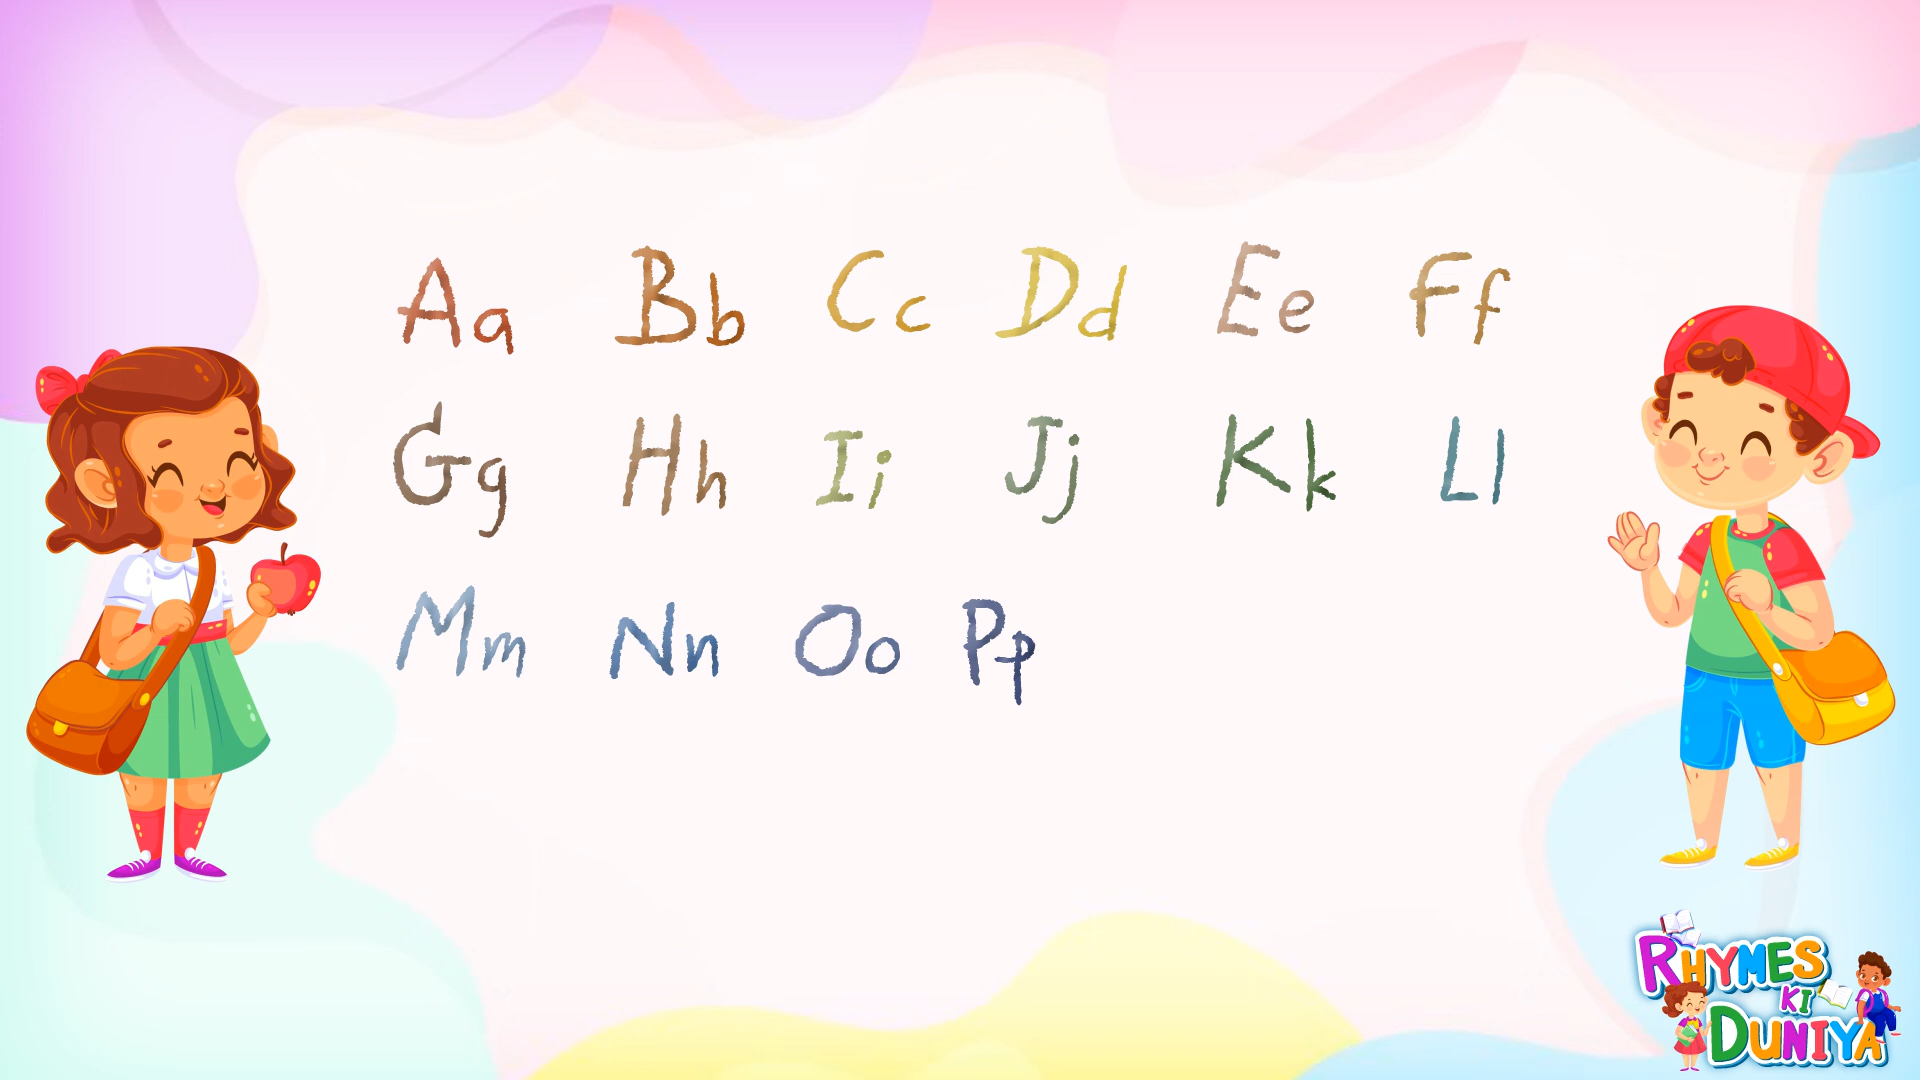 Aa Bb Cc Dd Ee Ff
Gg Hh Ii Jj Kk Ll
Mm Nn Oo Pp
RHYMES
KI
DUNIYA